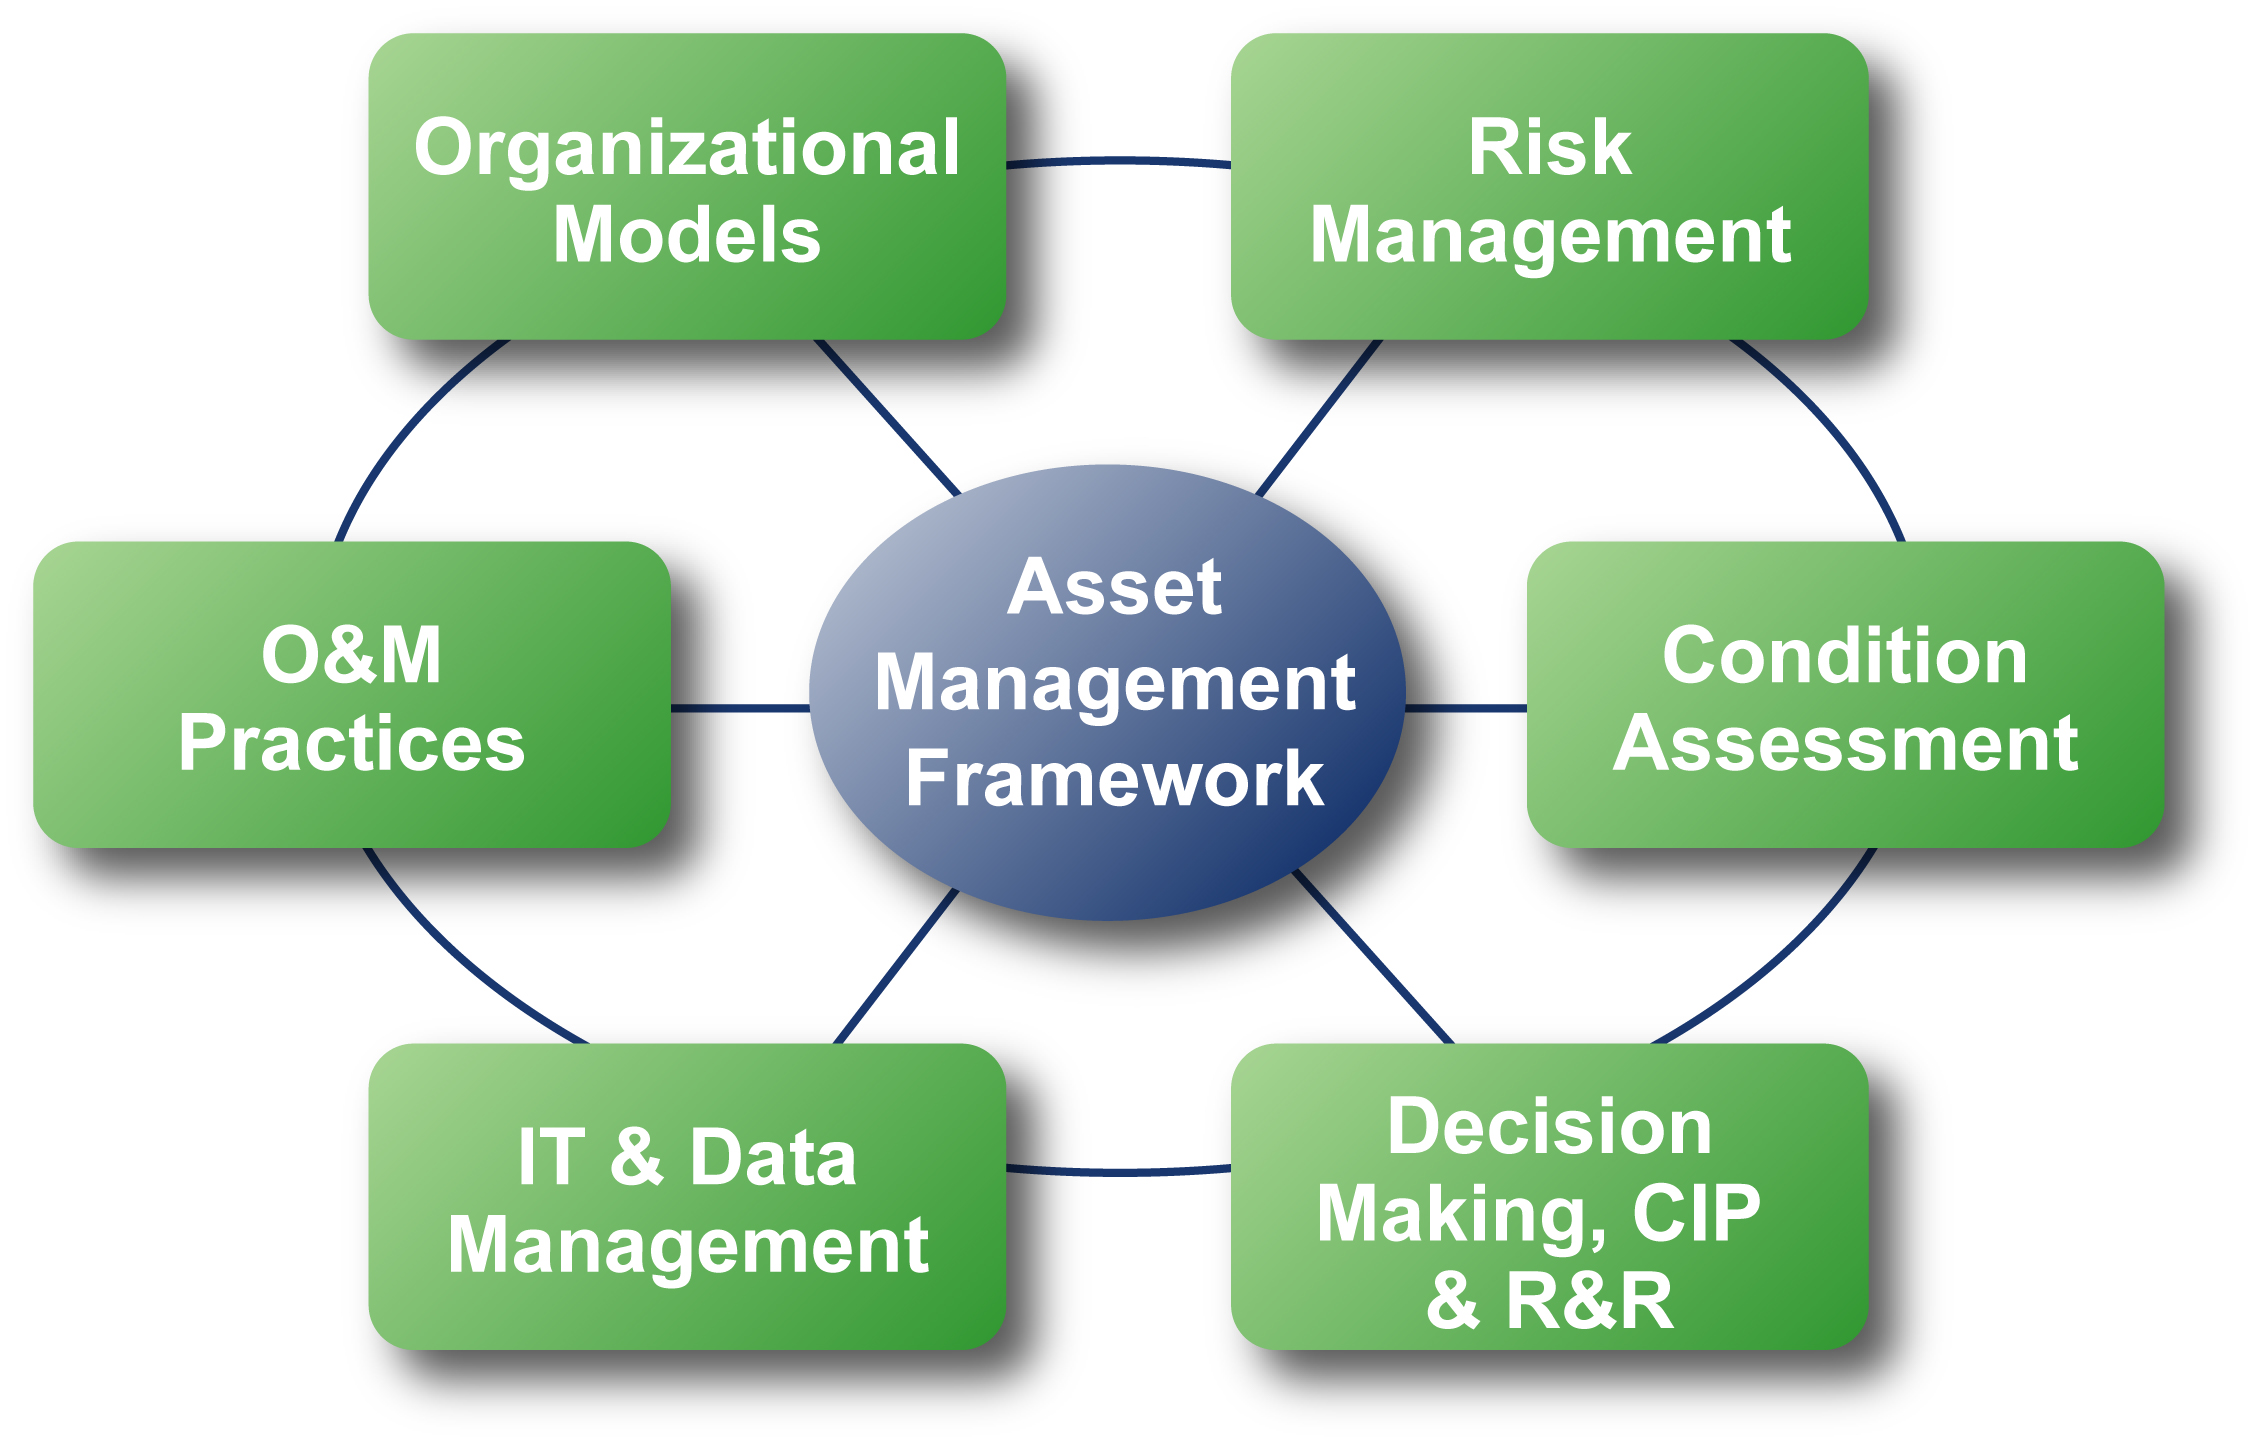 Organizational
Models
Risk
Management
O&M
Practices
Asset
Management
Framework
Condition
Assessment
IT & Data
Management
Decision
Making, CIP
& R&R